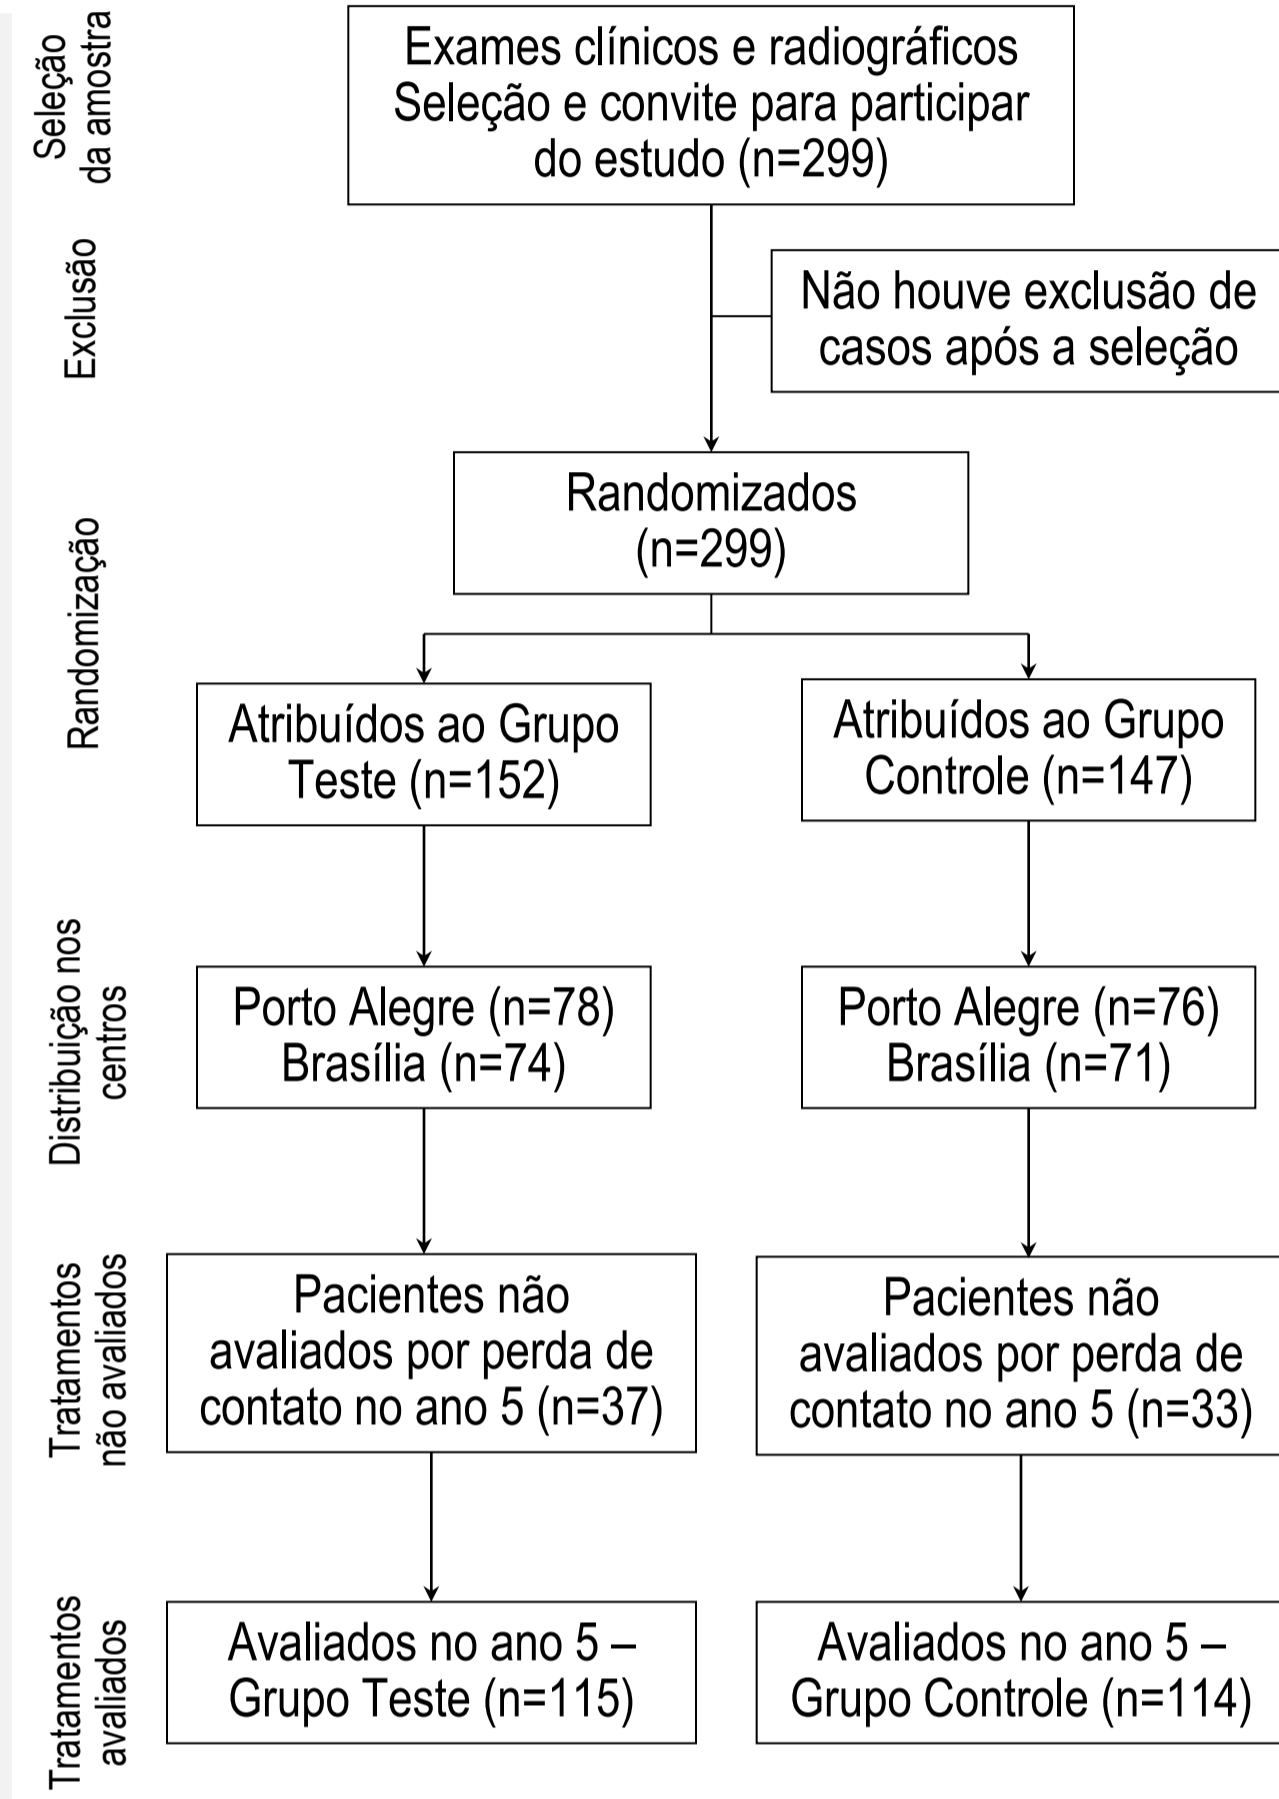 Seleção
da amostra
Exames clínicos e radiográficos
Seleção e convite para participar
do estudo (n=299)
Exclusão
Não houve exclusão de
casos após a seleção
Randomização
Randomizados
(n=299)
Atribuídos ao Grupo
Teste (n=152)
Atribuídos ao Grupo
Controle (n=147)
Distribuição nos
centros
Porto Alegre (n=78)
Brasília (n=74)
Porto Alegre (n=76)
Brasília (n=71)
Tratamentos
não avaliados
Pacientes não
avaliados por perda de
contato no ano 5 (n=37)
Pacientes não
avaliados por perda de
contato no ano 5 (n=33)
Tratamentos
avaliados
Avaliados no ano 5 –
Grupo Teste (n=115)
Avaliados no ano 5 –
Grupo Controle (n=114)